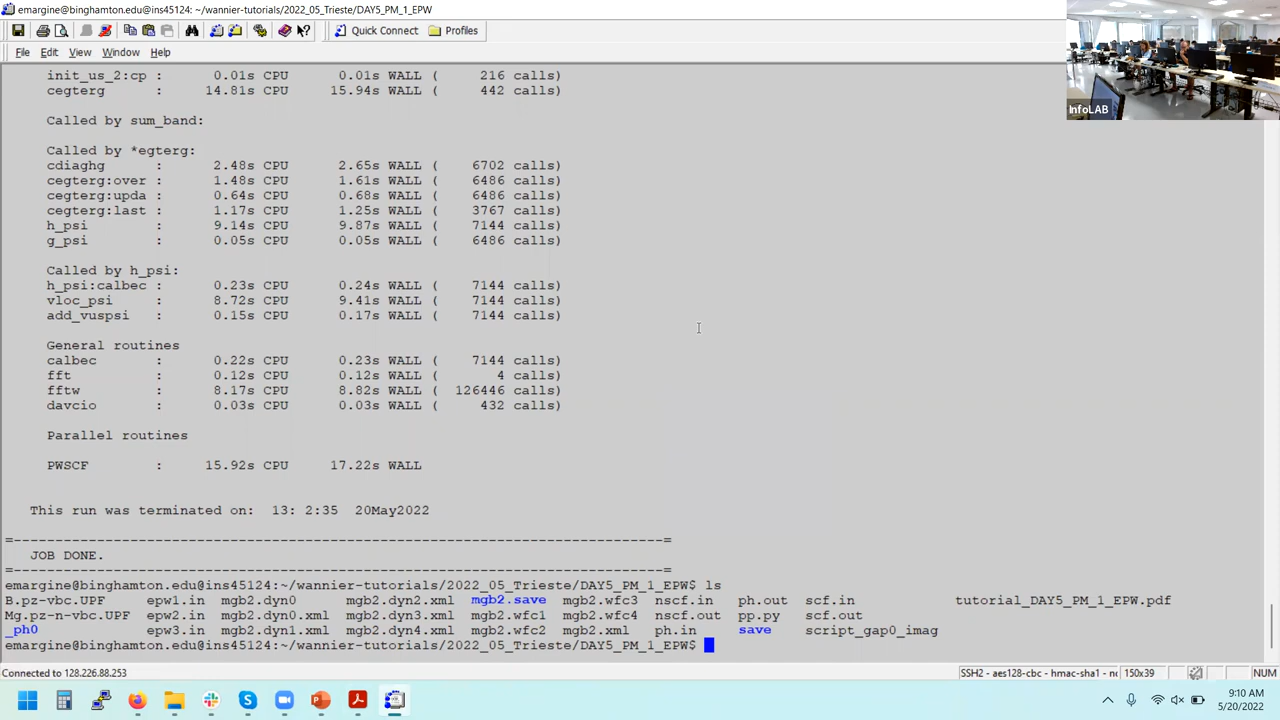 emargine@binghamton.edu@ins45124: ~/wannier-tutorials/2022_05_Trieste/DAY5_PM_1_EPW
Quick Connect Profiles
File Edit View Window Help
InfoLAB
init_us_2:cp : 0.01s CPU 0.01s WALL ( 216 calls)
cegterg : 14.81s CPU 15.94s WALL ( 442 calls)
Called by sum_band:
Called by *egterg:
cdiaghg : 2.48s CPU 2.65s WALL ( 6702 calls)
cegterg:over : 1.48s CPU 1.61s WALL ( 6486 calls)
cegterg:upda : 0.64s CPU 0.68s WALL ( 6486 calls)
cegterg:last : 1.17s CPU 1.25s WALL ( 3767 calls)
h_psi : 9.14s CPU 9.87s WALL ( 7144 calls)
g_psi : 0.05s CPU 0.05s WALL ( 6486 calls)
Called by h_psi:
h_psi:calbec : 0.23s CPU 0.24s WALL ( 7144 calls)
vloc_psi : 8.72s CPU 9.41s WALL ( 7144 calls)
add_vuspsi : 0.15s CPU 0.17s WALL ( 7144 calls)
General routines
calbec : 0.22s CPU 0.23s WALL ( 7144 calls)
fft : 0.12s CPU 0.12s WALL ( 4 calls)
fftw : 8.17s CPU 8.82s WALL ( 126446 calls)
davcio : 0.03s CPU 0.03s WALL ( 432 calls)
Parallel routines
PWSCF : 15.92s CPU 17.22s WALL
This run was terminated on: 13: 2:35 20May2022
=------------------------------------------------------------------------------=
JOB DONE.
=------------------------------------------------------------------------------=
emargine@binghamton.edu@ins45124:~/wannier-tutorials/2022_05_Trieste/DAY5_PM_1_EPW$ ls
B.pz-vbc.UPF epw1.in mgb2.dyn0 mgb2.dyn2.xml mgb2.save mgb2.wfc3 nscf.in ph.out scf.in tutorial_DAY5_PM_1_EPW.pdf
Mg.pz-n-vbc.UPF epw2.in mgb2.dyn0.xml mgb2.dyn3.xml mgb2.wfc1 mgb2.wfc4 nscf.out pp.py scf.out
_ph0 epw3.in mgb2.dyn1.xml mgb2.dyn4.xml mgb2.wfc2 mgb2.xml ph.in save script_gap0_imag
emargine@binghamton.edu@ins45124:~/wannier-tutorials/2022_05_Trieste/DAY5_PM_1_EPW$
Connected to 128.226.88.253 SSH2 - aes128-cbc - hmac-sha1 - nc 150x39 NUM
9:10 AM
5/20/2022